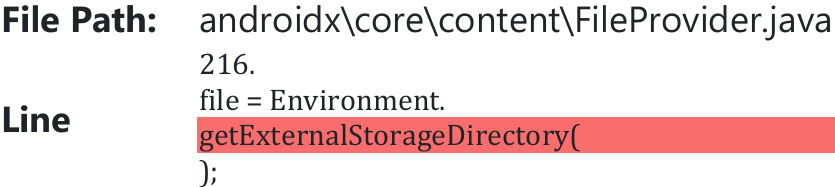 File Path: androidx\core\content\FileProvider.java
216.
file = Environment.
Line
getExternalStorageDirectory(
);